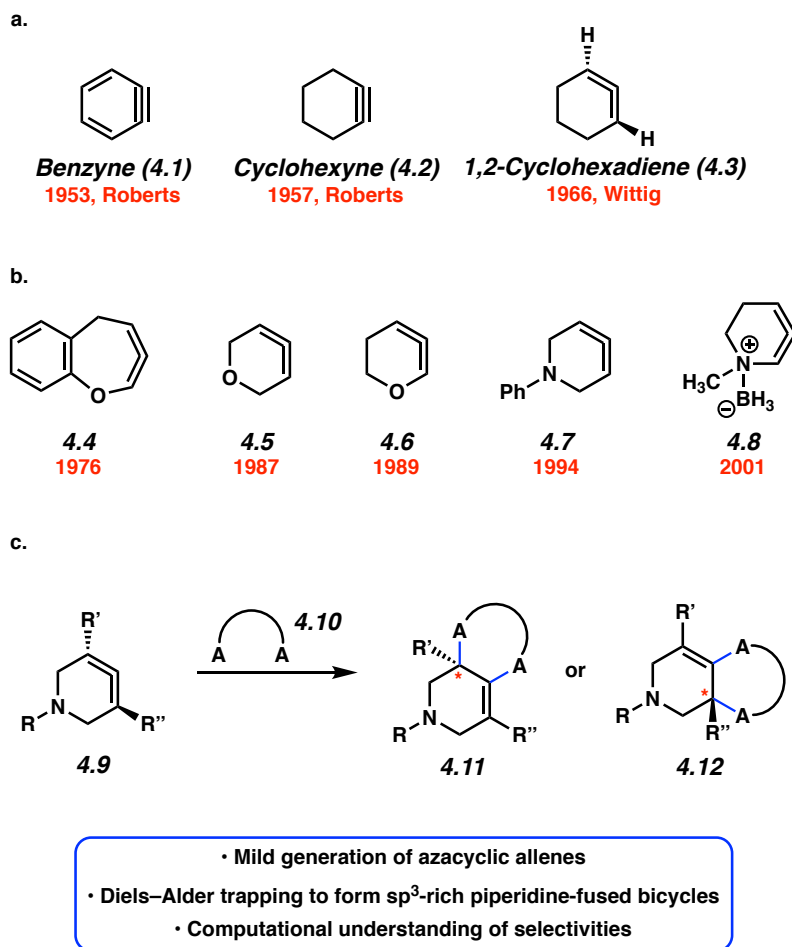 a.
H
H
Benzyne (4.1) Cyclohexyne (4.2) 1,2-Cyclohexadiene (4.3)
1953, Roberts 1957, Roberts 1966, Wittig
b.
O O O Ph N H₃C N ⊕ BH₃ ⊖
4.4 4.5 4.6 4.7 4.8
1976 1987 1989 1994 2001
c.
R' R N R''
4.9
A A 4.10
R' A A * R N R''
4.11
or
R' A A * R N R''
4.12
· Mild generation of azacyclic allenes
· Diels–Alder trapping to form sp³-rich piperidine-fused bicycles
· Computational understanding of selectivities